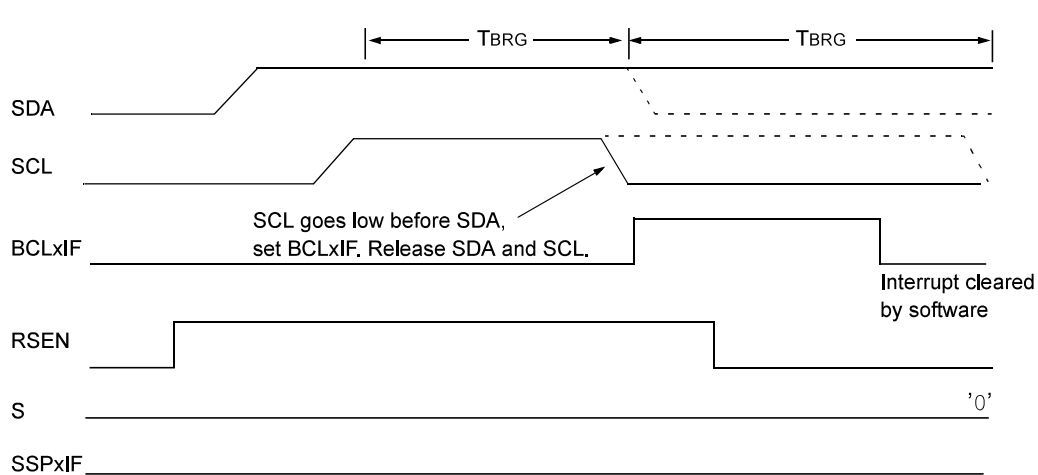 TBRG TBRG
SDA
SCL
SCL goes low before SDA,
set BCLxIF. Release SDA and SCL.
BCLxIF
Interrupt cleared
by software
RSEN
S
'0'
SSPxIF